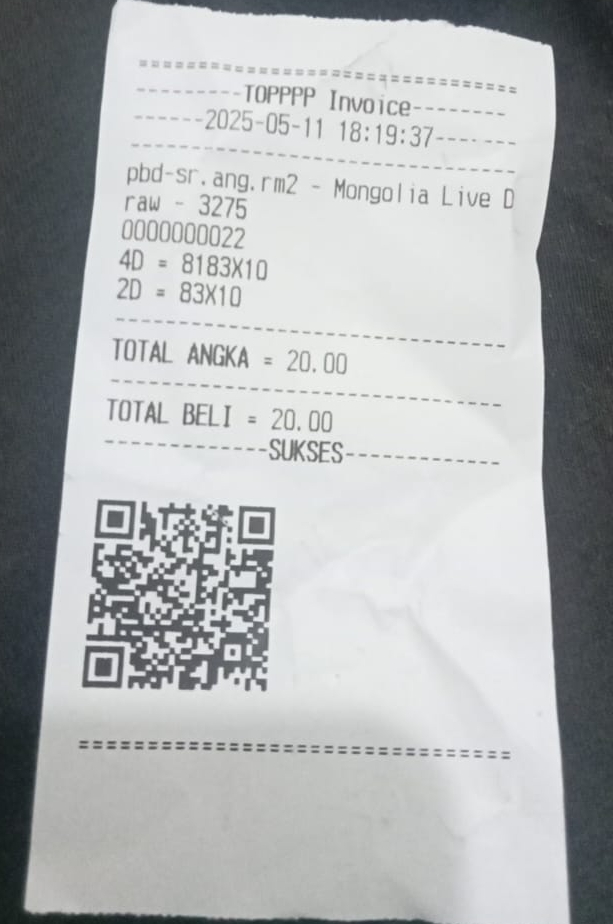 ==============================
---------TOPPPP Invoice--------
------2025-05-11 18:19:37-------
--------------------------------
pbd-sr.ang.rm2 - Mongolia Live D
raw - 3275
0000000022
4D = 8183X10
2D = 83X10
--------------------------------
TOTAL ANGKA = 20.00
--------------------------------
TOTAL BELI = 20.00
-------------SUKSES-------------
================================